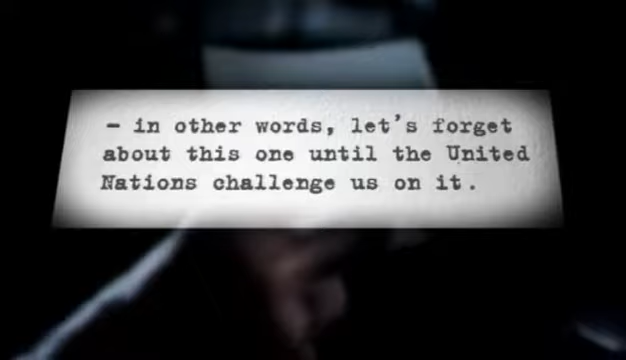 - in other words, let's forget
about this one until the United
Nations challenge us on it.